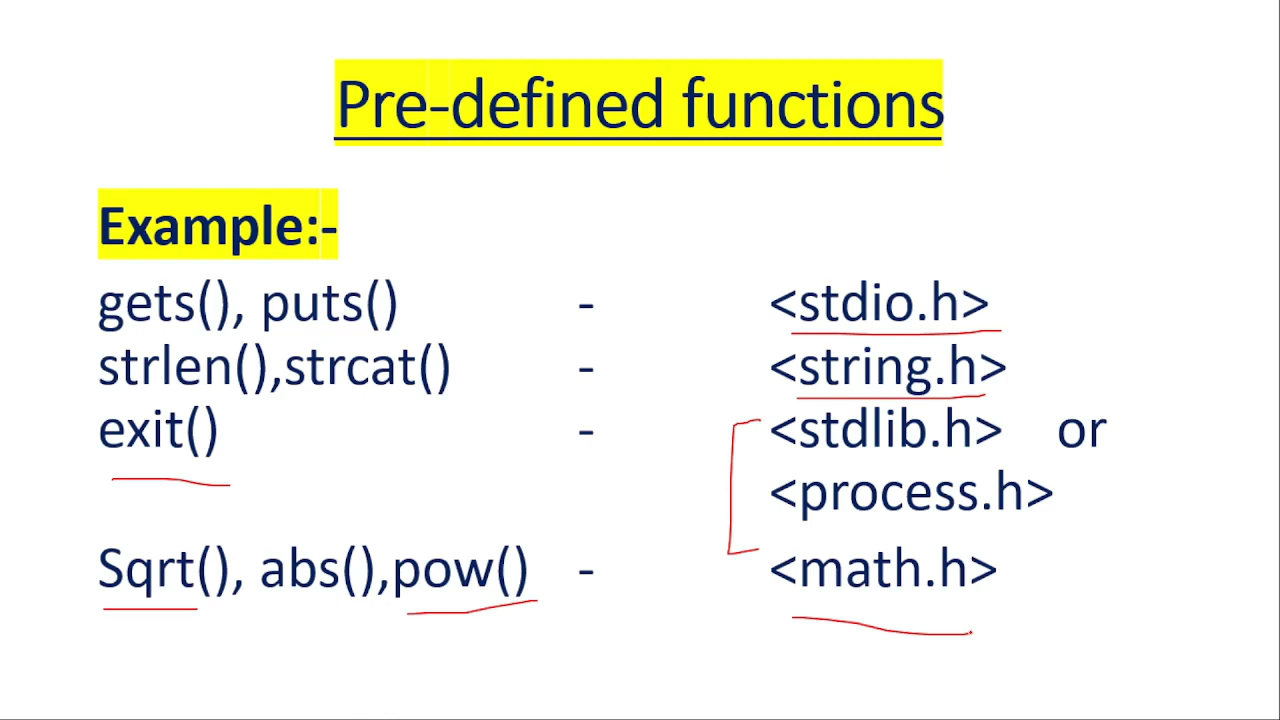 Pre-defined functions
Example:-
gets(), puts() - <stdio.h>
strlen(),strcat() - <string.h>
exit() - <stdlib.h> or
<process.h>
Sqrt(), abs(),pow() - <math.h>